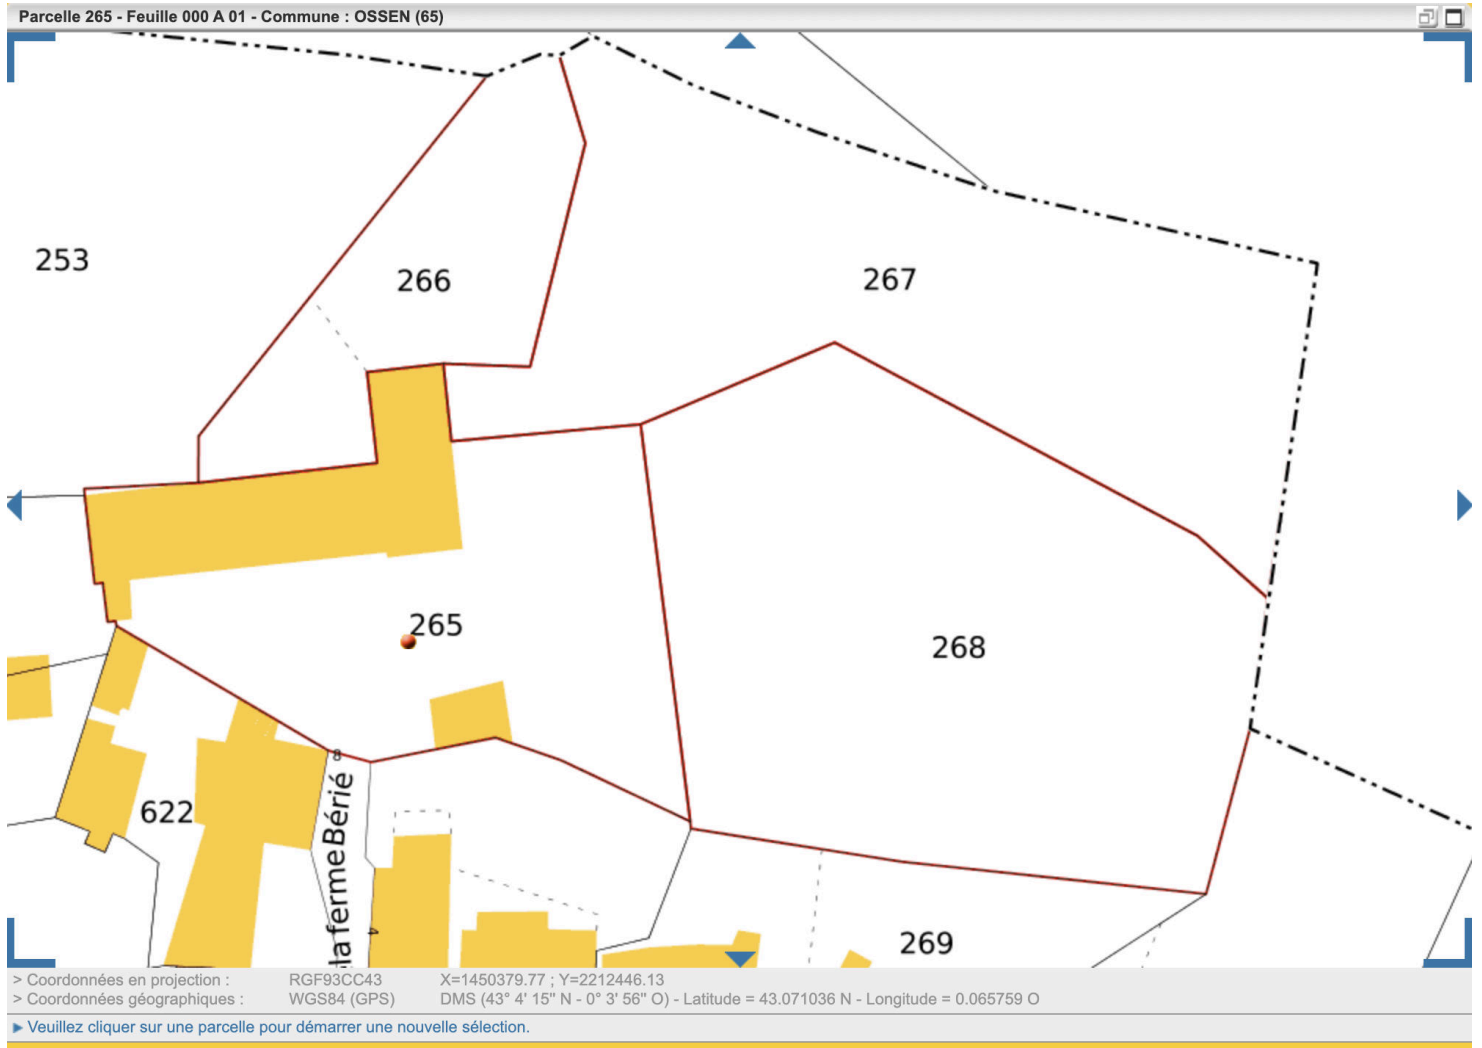 Parcelle 265 - Feuille 000 A 01 - Commune : OSSEN (65)
253
266
267
265
268
8
622
la ferme Bérié
4
269
> Coordonnées en projection : RGF93CC43 X=1450379.77 ; Y=2212446.13
> Coordonnées géographiques : WGS84 (GPS) DMS (43° 4' 15" N - 0° 3' 56" O) - Latitude = 43.071036 N - Longitude = 0.065759 O
Veuillez cliquer sur une parcelle pour démarrer une nouvelle sélection.